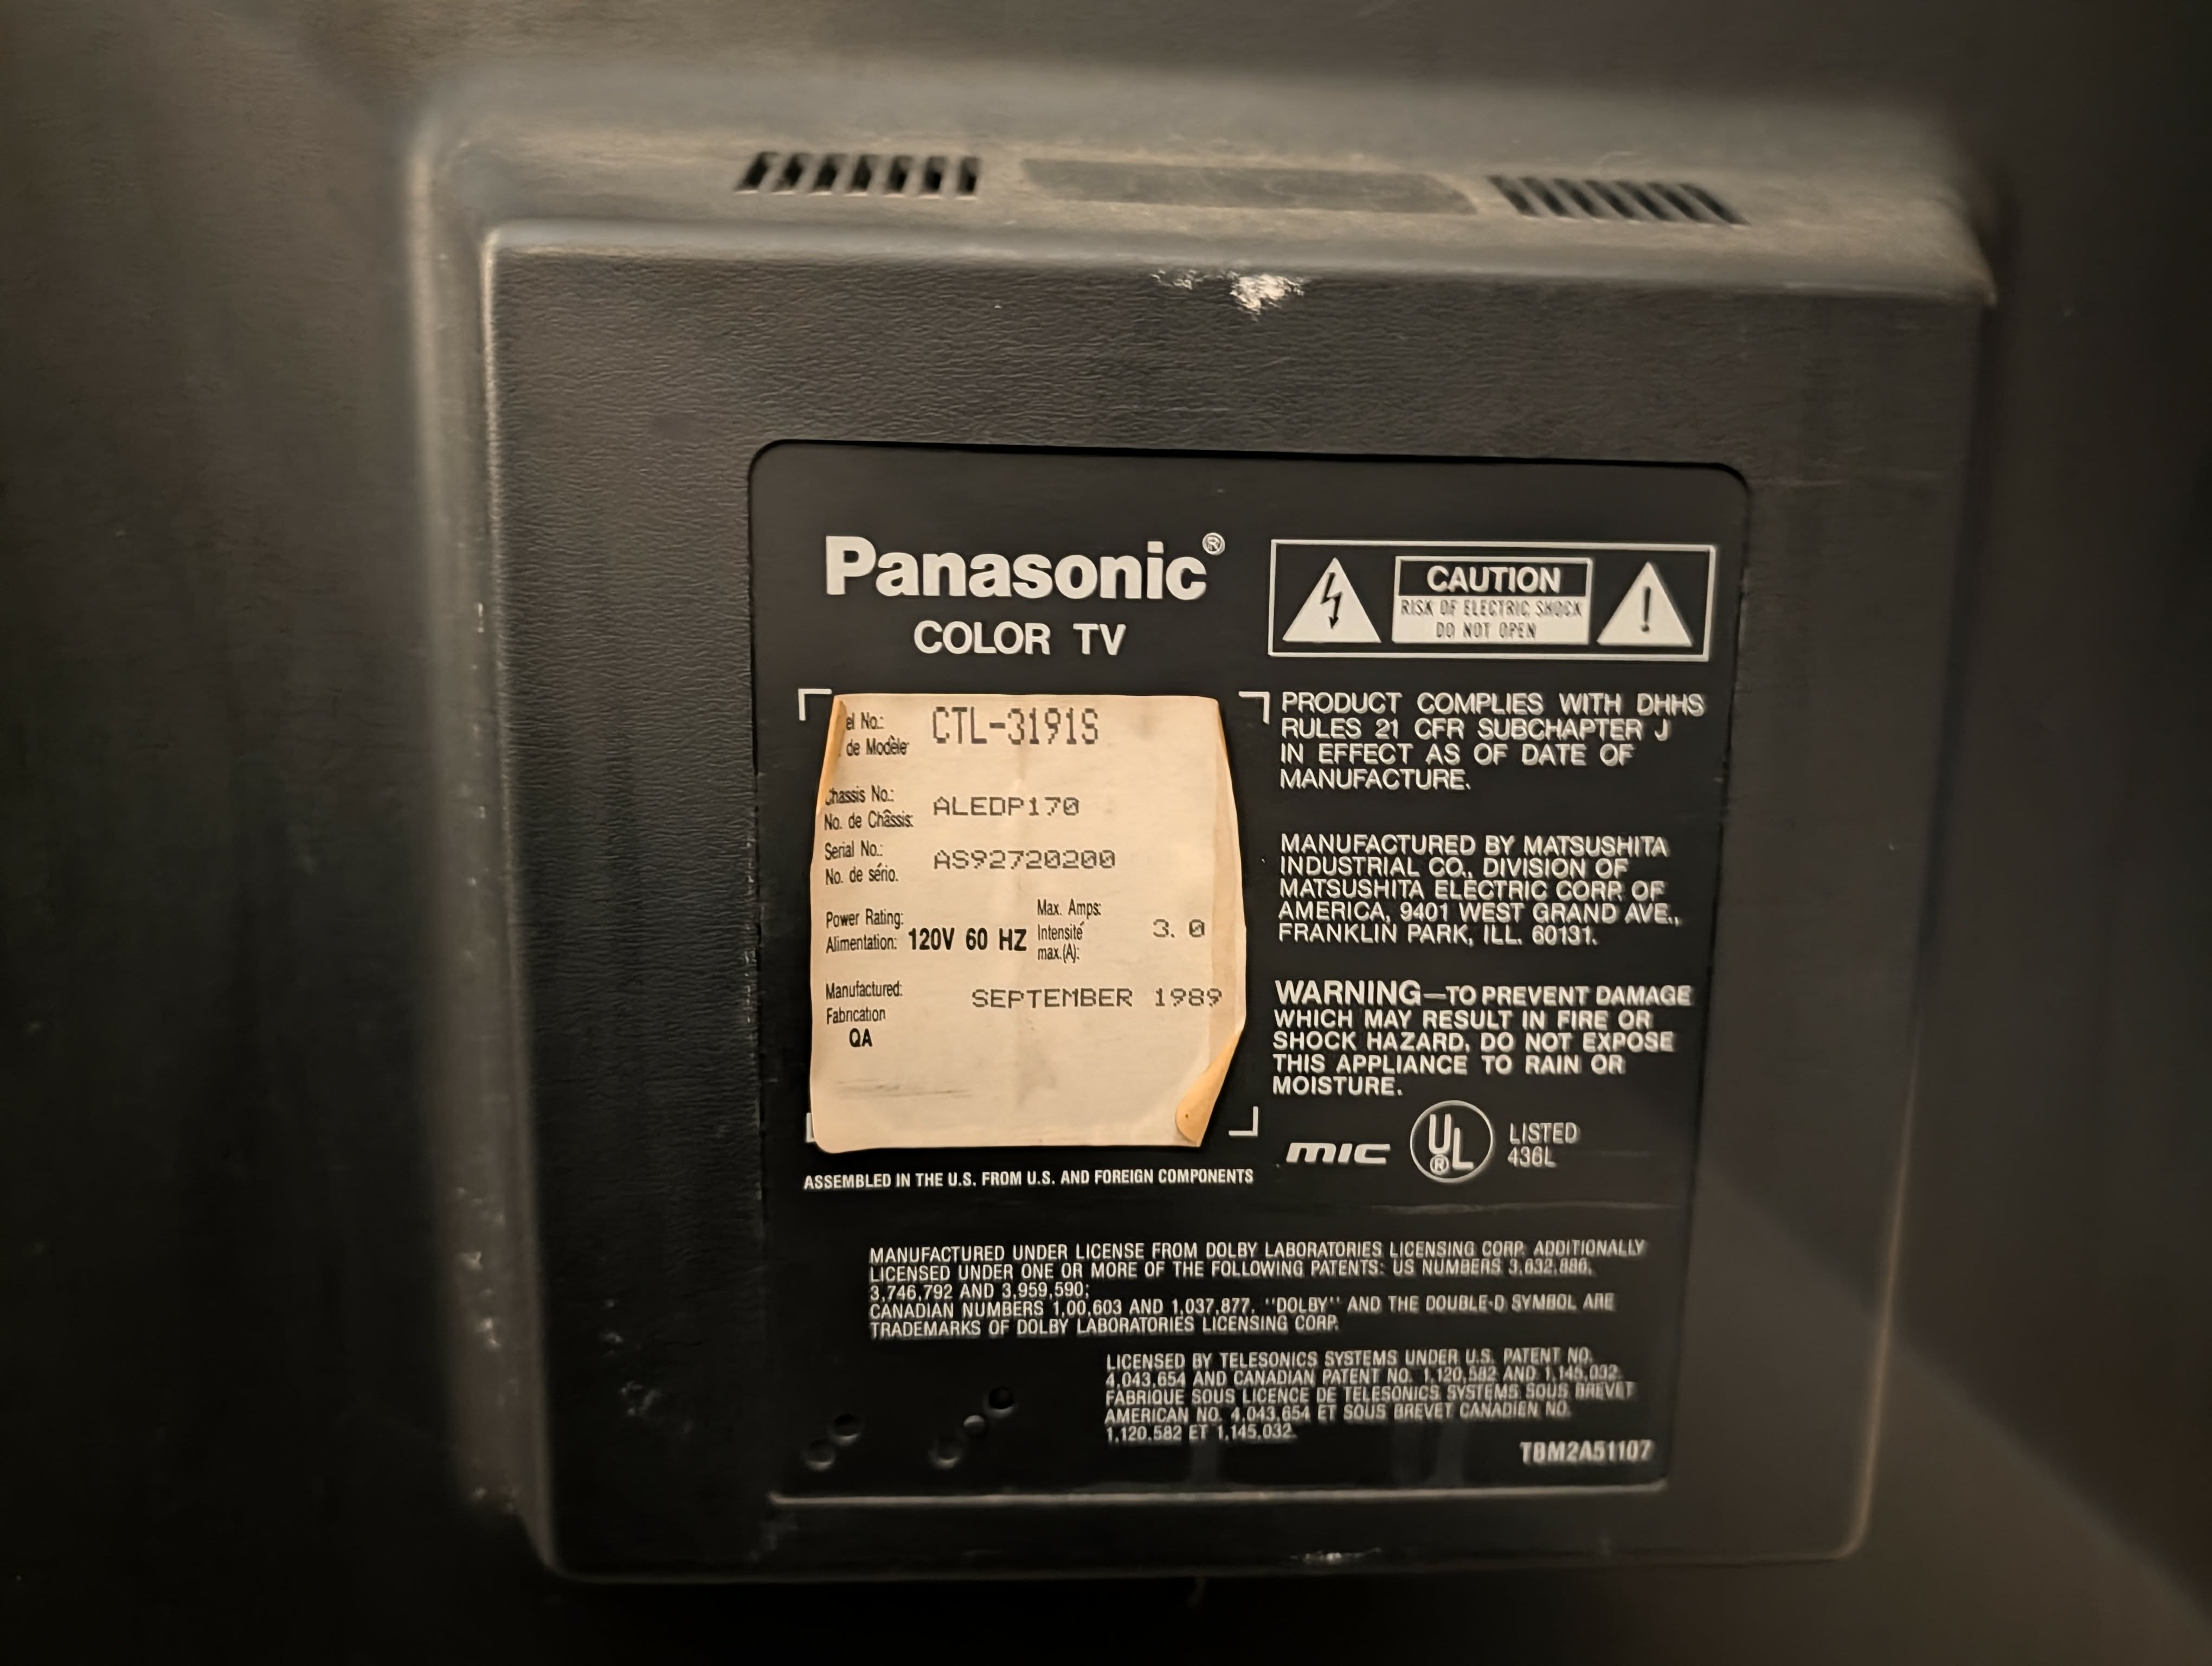 Panasonic®
COLOR TV
CAUTION
RISK OF ELECTRIC SHOCK
DO NOT OPEN
el No.: CTL-3191S
de Modèle
Chassis No.: ALEDP170
No. de Châssis:
Serial No.: AS92720200
No. de sério.
Power Rating:
Alimentation: 120V 60 HZ
Max. Amps:
Intensité
max.(A):
3.0
Manufactured: SEPTEMBER 1989
Fabrication
QA
ASSEMBLED IN THE U.S. FROM U.S. AND FOREIGN COMPONENTS
PRODUCT COMPLIES WITH DHHS
RULES 21 CFR SUBCHAPTER J
IN EFFECT AS OF DATE OF
MANUFACTURE.
MANUFACTURED BY MATSUSHITA
INDUSTRIAL CO., DIVISION OF
MATSUSHITA ELECTRIC CORP. OF
AMERICA, 9401 WEST GRAND AVE.,
FRANKLIN PARK, ILL. 60131.
WARNING—TO PREVENT DAMAGE
WHICH MAY RESULT IN FIRE OR
SHOCK HAZARD, DO NOT EXPOSE
THIS APPLIANCE TO RAIN OR
MOISTURE.
MIC UL® LISTED
436L
MANUFACTURED UNDER LICENSE FROM DOLBY LABORATORIES LICENSING CORP. ADDITIONALLY
LICENSED UNDER ONE OR MORE OF THE FOLLOWING PATENTS: US NUMBERS 3,632,886,
3,746,792 AND 3,959,590;
CANADIAN NUMBERS 1,00,603 AND 1,037,877. "DOLBY" AND THE DOUBLE-D SYMBOL ARE
TRADEMARKS OF DOLBY LABORATORIES LICENSING CORP.
LICENSED BY TELESONICS SYSTEMS UNDER U.S. PATENT NO.
4,043,654 AND CANADIAN PATENT NO. 1,120,582 AND 1,145,032.
FABRIQUE SOUS LICENCE DE TELESONICS SYSTEMS SOUS BREVET
AMERICAN NO. 4,043,654 ET SOUS BREVET CANADIEN NO.
1,120,582 ET 1,145,032.
TBM2A51107